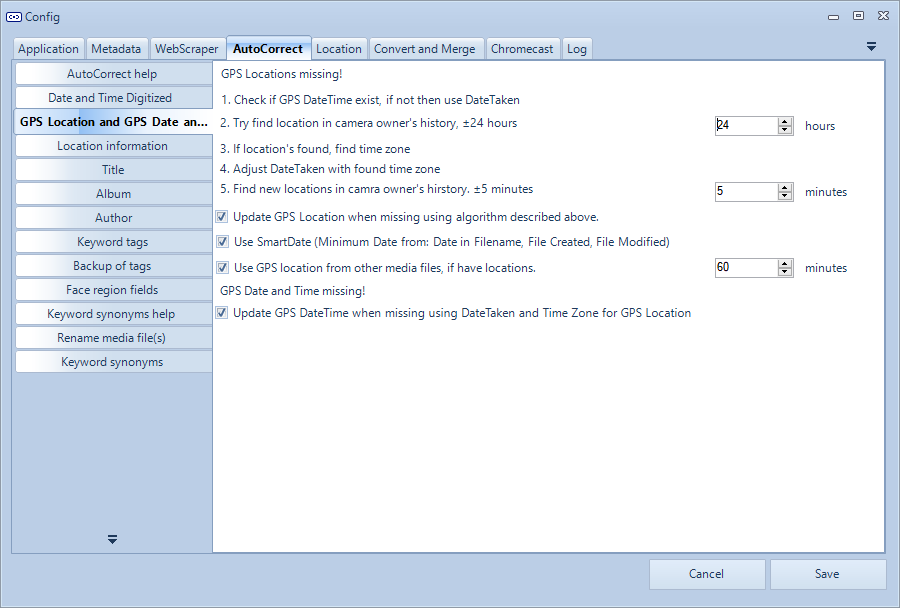 Config
Application Metadata WebScraper AutoCorrect Location Convert and Merge Chromecast Log
AutoCorrect help
Date and Time Digitized
GPS Location and GPS Date an...
Location information
Title
Album
Author
Keyword tags
Backup of tags
Face region fields
Keyword synonyms help
Rename media file(s)
Keyword synonyms
GPS Locations missing!
1. Check if GPS DateTime exist, if not then use DateTaken
2. Try find location in camera owner's history, ±24 hours 24 hours
3. If location's found, find time zone
4. Adjust DateTaken with found time zone
5. Find new locations in camra owner's hirstory. ±5 minutes 5 minutes
Update GPS Location when missing using algorithm described above.
Use SmartDate (Minimum Date from: Date in Filename, File Created, File Modified)
Use GPS location from other media files, if have locations. 60 minutes
GPS Date and Time missing!
Update GPS DateTime when missing using DateTaken and Time Zone for GPS Location
Cancel Save